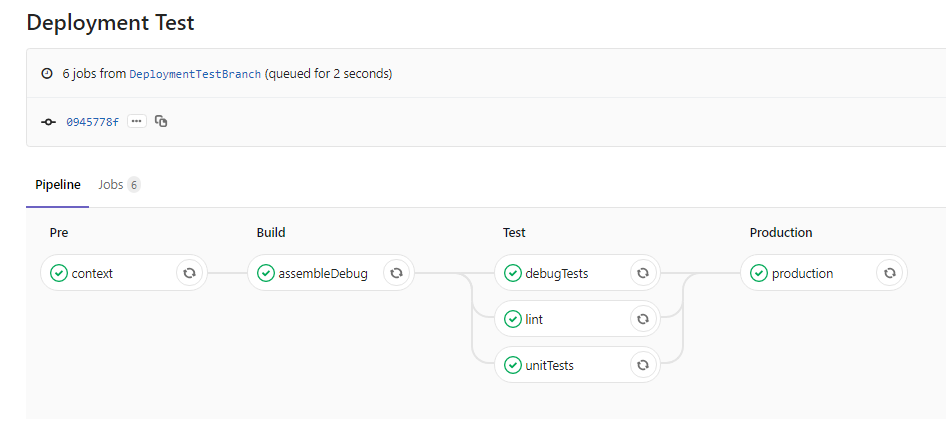 Deployment Test
6 jobs from DeploymentTestBranch (queued for 2 seconds)
0945778f
Pipeline Jobs 6
Pre Build Test Production
context assembleDebug debugTests production
lint
unitTests